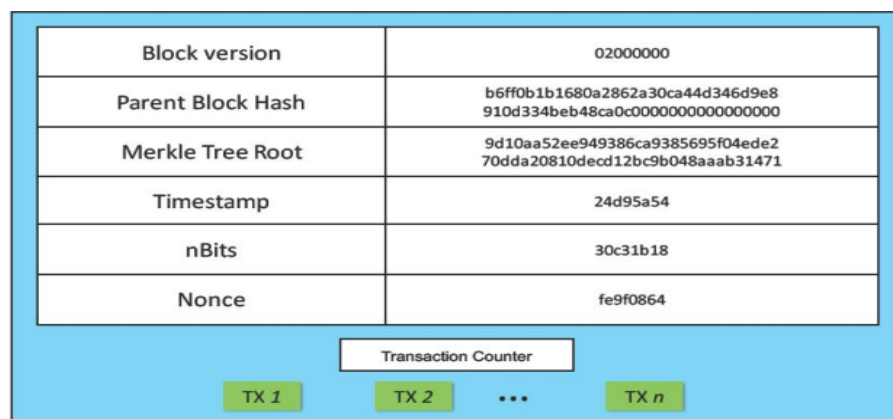 Block version 02000000
Parent Block Hash b6ff0b1b1680a2862a30ca44d346d9e8
910d334beb48ca0c0000000000000000
Merkle Tree Root 9d10aa52ee949386ca9385695f04ede2
70dda20810decd12bc9b048aaab31471
Timestamp 24d95a54
nBits 30c31b18
Nonce fe9f0864
Transaction Counter
TX 1 TX 2 ••• TX n